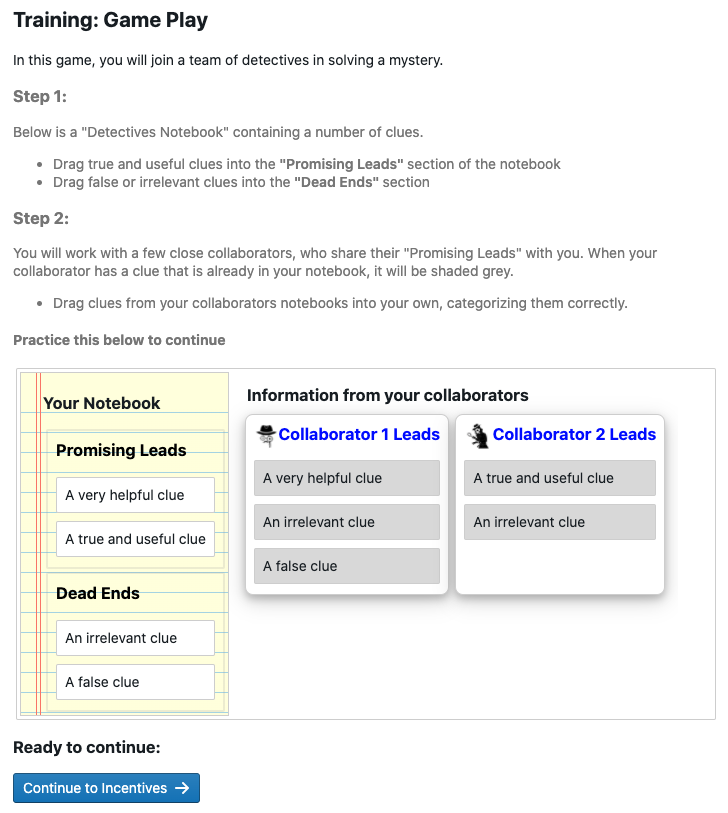 Training: Game Play
In this game, you will join a team of detectives in solving a mystery.
Step 1:
Below is a "Detectives Notebook" containing a number of clues.
• Drag true and useful clues into the "Promising Leads" section of the notebook
• Drag false or irrelevant clues into the "Dead Ends" section
Step 2:
You will work with a few close collaborators, who share their "Promising Leads" with you. When your
collaborator has a clue that is already in your notebook, it will be shaded grey.
• Drag clues from your collaborators notebooks into your own, categorizing them correctly.
Practice this below to continue
Your Notebook
Promising Leads
A very helpful clue
A true and useful clue
Dead Ends
An irrelevant clue
A false clue
Information from your collaborators
Collaborator 1 Leads
A very helpful clue
An irrelevant clue
A false clue
Collaborator 2 Leads
A true and useful clue
An irrelevant clue
Ready to continue:
Continue to Incentives →